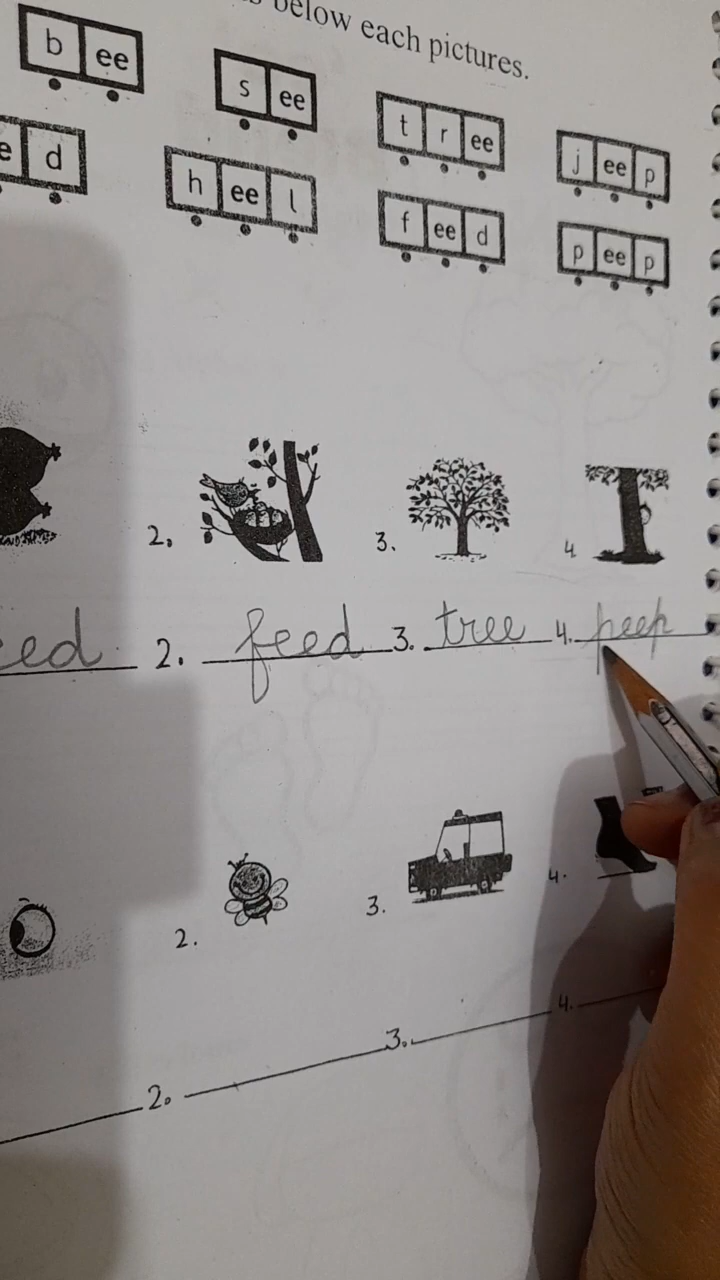 below each pictures.
b ee s ee t r ee j ee p
e d h ee l f ee d p ee p
2. 3. 4
ed 2. feed 3. tree 4. peep
2. 3. 4.
2. 3. 4.